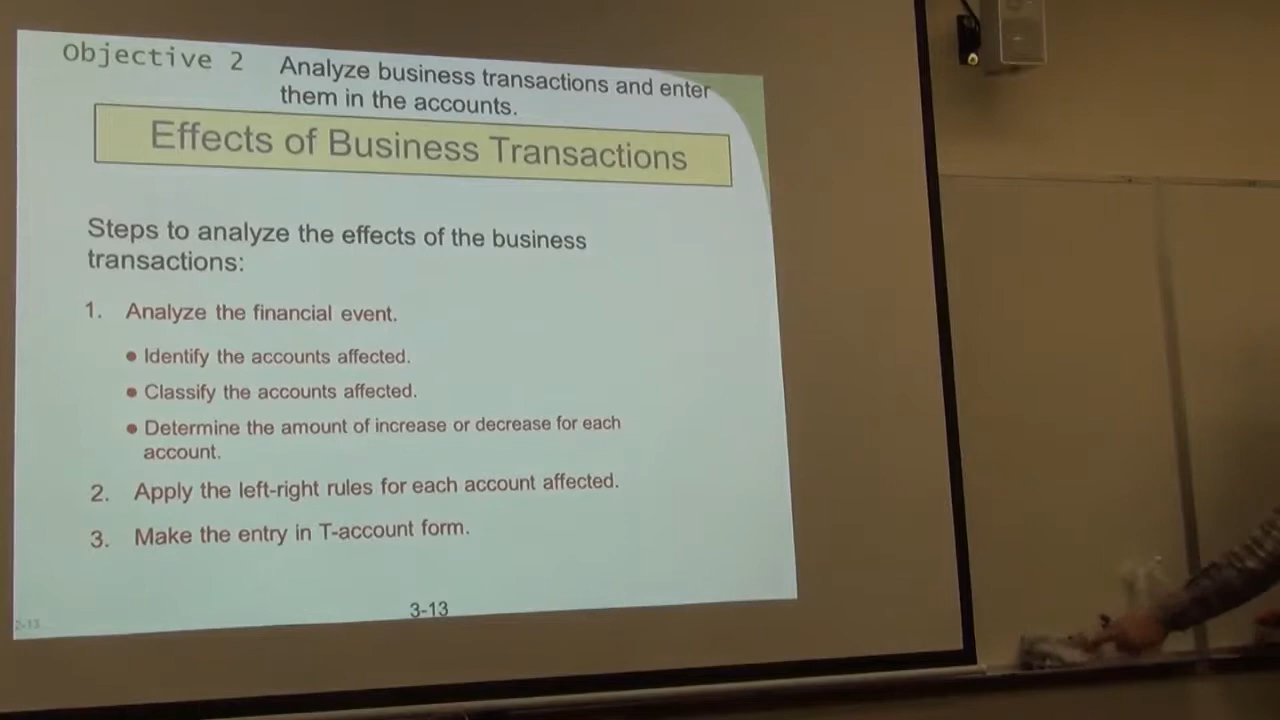 Objective 2
Analyze business transactions and enter
them in the accounts.
Effects of Business Transactions
Steps to analyze the effects of the business
transactions:
1. Analyze the financial event.
• Identify the accounts affected.
• Classify the accounts affected.
• Determine the amount of increase or decrease for each
account.
2. Apply the left-right rules for each account affected.
3. Make the entry in T-account form.
3-13
2-13